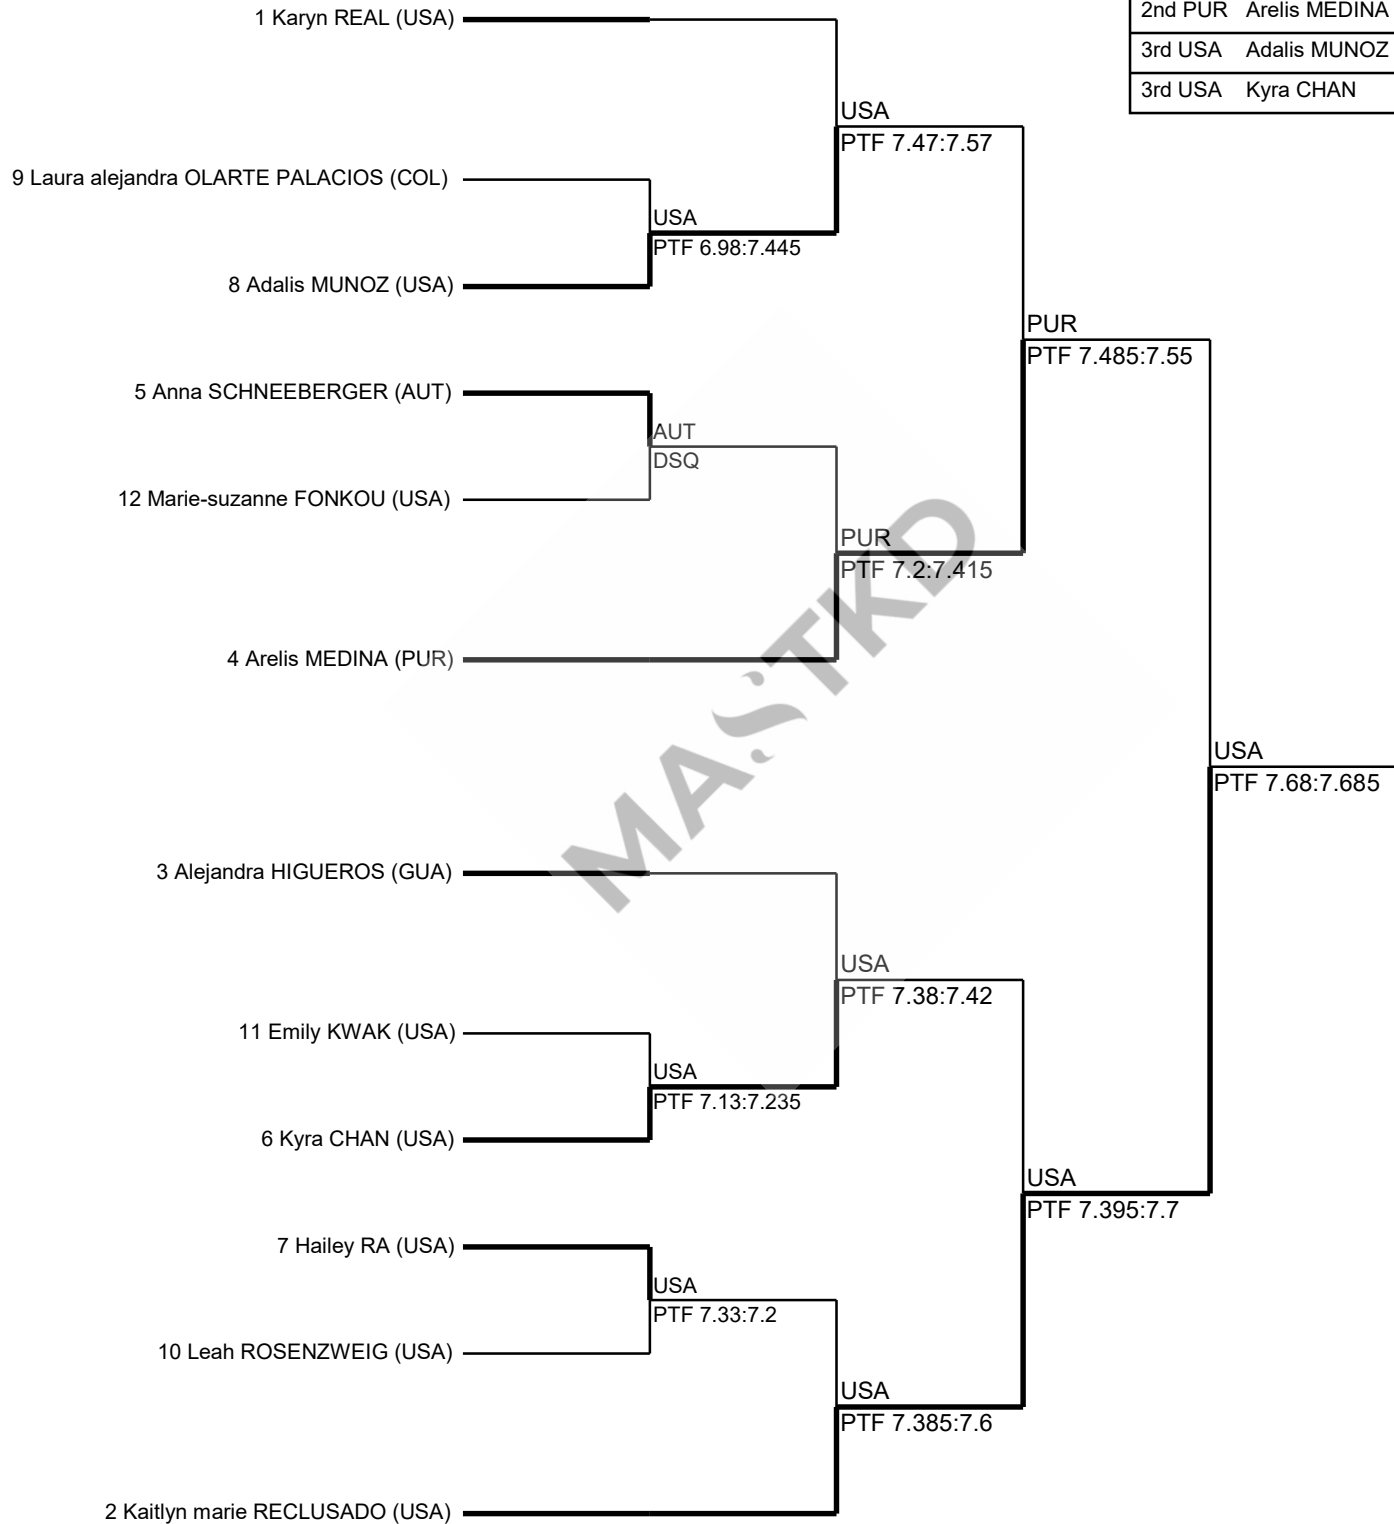 1 Karyn REAL (USA)
2nd PUR Arelis MEDINA
3rd USA Adalis MUNOZ
3rd USA Kyra CHAN
USA
PTF 7.47:7.57
9 Laura alejandra OLARTE PALACIOS (COL)
USA
PTF 6.98:7.445
8 Adalis MUNOZ (USA)
PUR
PTF 7.485:7.55
5 Anna SCHNEEBERGER (AUT)
AUT
DSQ
12 Marie-suzanne FONKOU (USA)
PUR
PTF 7.2:7.415
4 Arelis MEDINA (PUR)
MASTKD
USA
PTF 7.68:7.685
3 Alejandra HIGUEROS (GUA)
USA
PTF 7.38:7.42
11 Emily KWAK (USA)
USA
PTF 7.13:7.235
6 Kyra CHAN (USA)
USA
PTF 7.395:7.7
7 Hailey RA (USA)
USA
PTF 7.33:7.2
10 Leah ROSENZWEIG (USA)
USA
PTF 7.385:7.6
2 Kaitlyn marie RECLUSADO (USA)